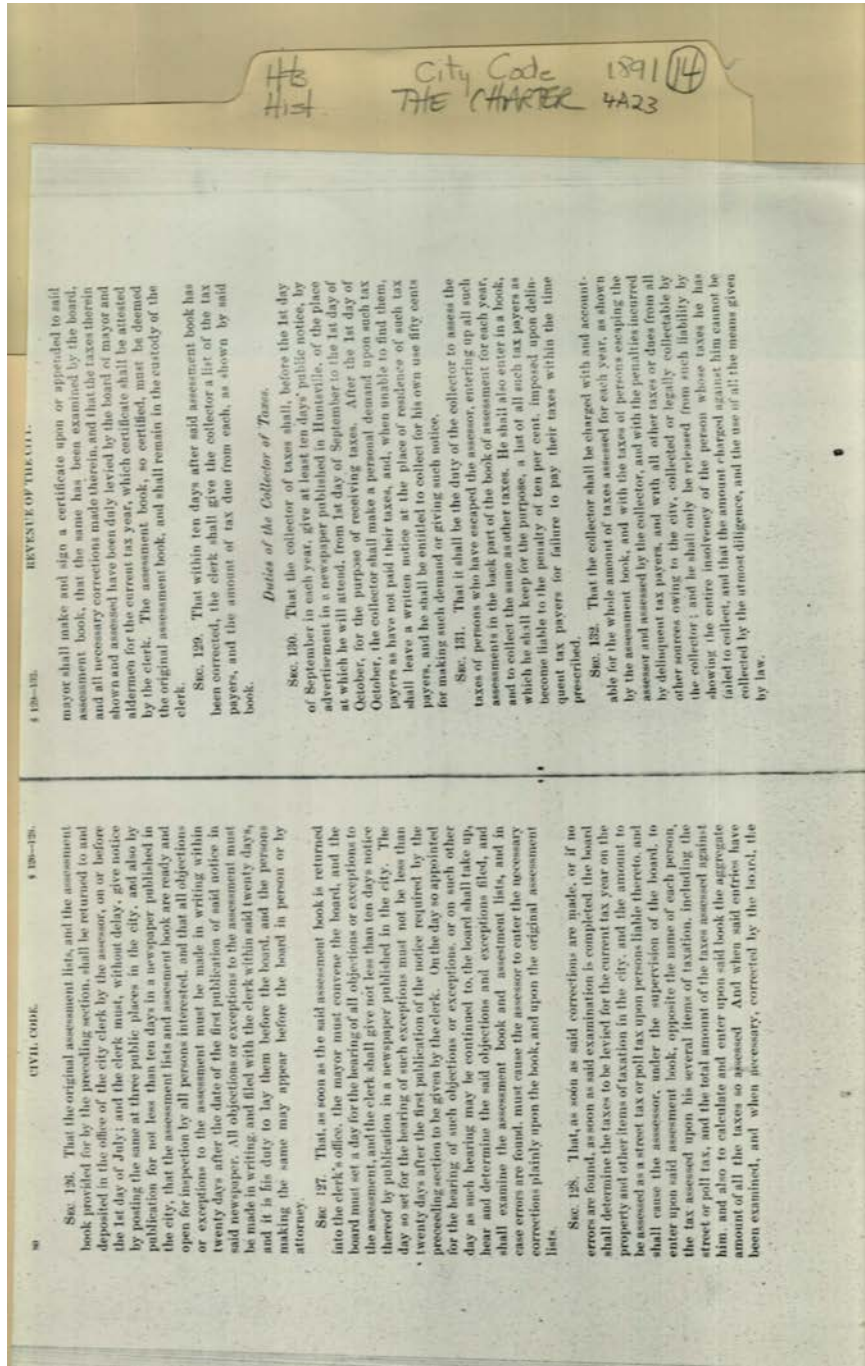 Hts City Code 1891 14
Hist THE CHARTER 4A23
80 CIVIL CODE. § 126—128.
SEC. 126. That the original assessment lists, and the assessment
book provided for by the preceding section, shall be returned to and
deposited in the office of the city clerk by the assessor, on or before
the 1st day of July; and the clerk must, without delay, give notice
by posting the same at three public places in the city, and also by
publication for not less than ten days in a newspaper published in
the city, that the assessment lists and assessment book are ready and
open for inspection by all persons interested, and that all objections
or exceptions to the assessment must be made in writing within
twenty days after the date of the first publication of said notice in
said newspaper. All objections or exceptions to the assessment must
be made in writing, and filed with the clerk within said twenty days,
and it is his duty to lay them before the board, and the persons
making the same may appear before the board in person or by
attorney.
SEC 127. That, as soon as the said assessment book is returned
into the clerk's office, the mayor must convene the board, and the
board must set a day for the hearing of all objections or exceptions to
the assessment, and the clerk shall give not less than ten days notice
thereof by publication in a newspaper published in the city. The
day so set for the hearing of such exceptions must not be less than
twenty days after the first publication of the notice required by the
preceeding section to be given by the clerk. On the day so appointed
for the hearing of such objections or exceptions, or on such other
day as such hearing may be continued to, the board shall take up,
hear and determine the said objections and exceptions filed, and
shall examine the assessment book and assessment lists, and in
case errors are found, must cause the assessor to enter the necessary
corrections plainly upon the book, and upon the original assessment
lists.
SEC. 128. That, as soon as said corrections are made, or if no
errors are found, as soon as said examination is completed the board
shall determine the taxes to be levied for the current tax year on the
property and other items of taxation in the city, and the amount to
be assessed as a street tax or poll tax upon persons liable thereto, and
shall cause the assessor, under the supervision of the board, to
enter upon said assessment book, opposite the name of each person,
the tax assessed upon his several items of taxation, including the
street or poll tax, and the total amount of the taxes assessed against
him, and also to calculate and enter upon said book the aggregate
amount of all the taxes so assessed And when said entries have
been examined, and when necessary, corrected by the board, the
§ 128—132. REVENUE OF THE CITY.
mayor shall make and sign a certificate upon or appended to said
assessment book, that the same has been examined by the board,
and all necessary corrections made therein, and that the taxes therein
shown and assessed have been duly levied by the board of mayor and
aldermen for the current tax year, which certificate shall be attested
by the clerk. The assessment book, so certified, must be deemed
the original assessment book, and shall remain in the custody of the
clerk.
SEC. 129. That within ten days after said assessment book has
been corrected, the clerk shall give the collector a list of the tax
payers, and the amount of tax due from each, as shown by said
book.
Duties of the Collector of Taxes.
SEC. 130. That the collector of taxes shall, before the 1st day
of September in each year, give at least ten days' public notice, by
advertisement in a newspaper published in Huntsville, of the place
at which he will attend, from 1st day of September to the 1st day of
October, for the purpose of receiving taxes. After the 1st day of
October, the collector shall make a personal demand upon such tax
payers as have not paid their taxes, and, when unable to find them,
shall leave a written notice at the place of residence of such tax
payers, and he shall be entitled to collect for his own use fifty cents
for making such demand or giving such notice.
SEC. 131. That it shall be the duty of the collector to assess the
taxes of persons who have escaped the assessor, entering up all such
assessments in the back part of the book of assessment for each year,
and to collect the same as other taxes. He shall also enter in a book,
which he shall keep for the purpose, a list of all such tax payers as
become liable to the penalty of ten per cent. imposed upon delin-
quent tax payers for failure to pay their taxes within the time
prescribed.
SEC. 132. That the collector shall be charged with and account-
able for the whole amount of taxes assessed for each year, as shown
by the assessment book, and with the taxes of persons escaping the
assessor and assessed by the collector, and with the penalties incurred
by delinquent tax payers, and with all other taxes or dues from all
other sources owing to the city, collected or legally collectable by
the collector; and he shall only be released from such liability by
showing the entire insolvency of the person whose taxes he has
failed to collect, and that the amount charged against him cannot be
collected by the utmost diligence, and the use of all the means given
by law.